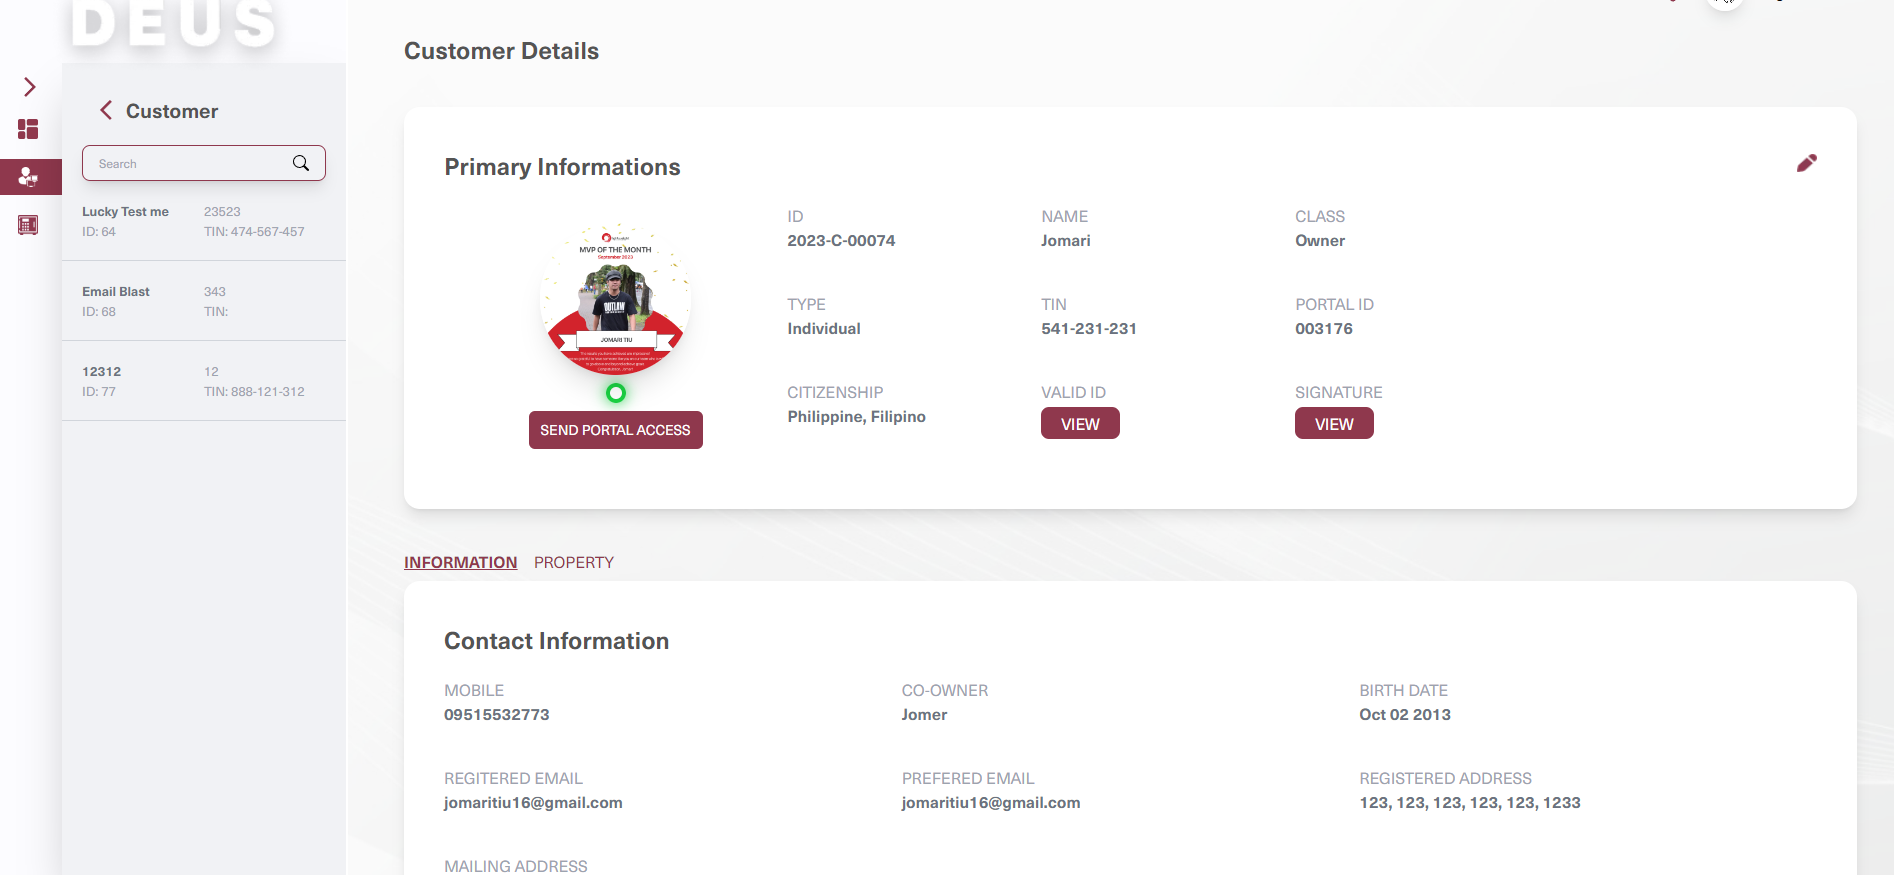 DEUS
Customer
Search
Lucky Test me
23523
ID: 64
TIN: 474-567-457
Email Blast
343
ID: 68
TIN:
12312
12
ID: 77
TIN: 888-121-312
Customer Details
Primary Informations
MVP OF THE MONTH
September 2023
OUTLAW
JOMARI TIU
SEND PORTAL ACCESS
ID
2023-C-00074
NAME
Jomari
CLASS
Owner
TYPE
Individual
TIN
541-231-231
PORTAL ID
003176
CITIZENSHIP
Philippine, Filipino
VALID ID
VIEW
SIGNATURE
VIEW
INFORMATION
PROPERTY
Contact Information
MOBILE
09515532773
CO-OWNER
Jomer
BIRTH DATE
Oct 02 2013
REGITERED EMAIL
jomaritiu16@gmail.com
PREFERED EMAIL
jomaritiu16@gmail.com
REGISTERED ADDRESS
123, 123, 123, 123, 123, 1233
MAILING ADDRESS